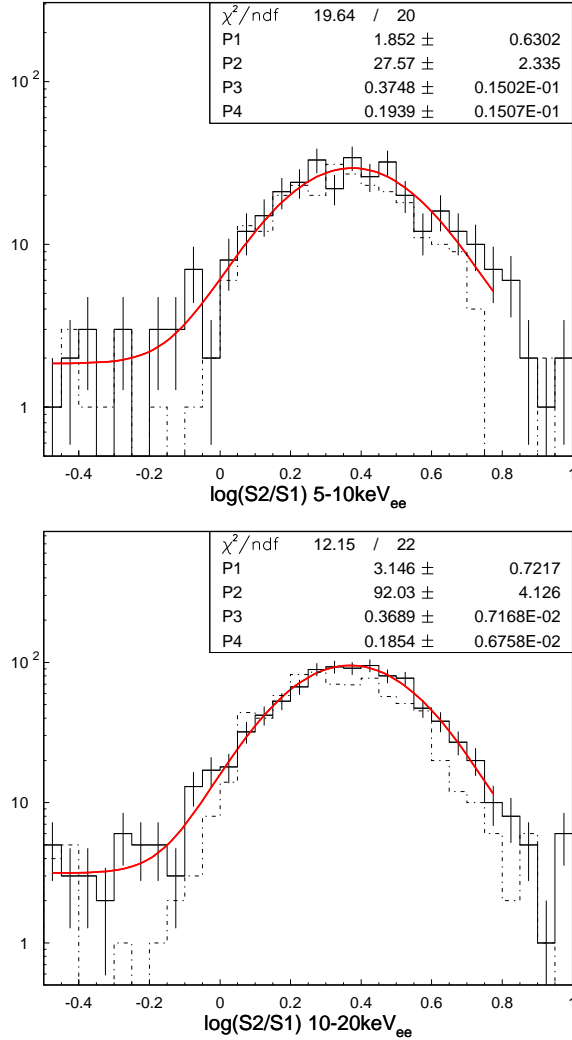 χ²/ndf 19.64 / 20
P1 1.852 ± 0.6302
P2 27.57 ± 2.335
P3 0.3748 ± 0.1502E-01
P4 0.1939 ± 0.1507E-01
10²
10
1
-0.4 -0.2 0 0.2 0.4 0.6 0.8 1
log(S2/S1) 5-10keVee
χ²/ndf 12.15 / 22
P1 3.146 ± 0.7217
P2 92.03 ± 4.126
P3 0.3689 ± 0.7168E-02
P4 0.1854 ± 0.6758E-02
10²
10
1
-0.4 -0.2 0 0.2 0.4 0.6 0.8 1
log(S2/S1) 10-20keVee